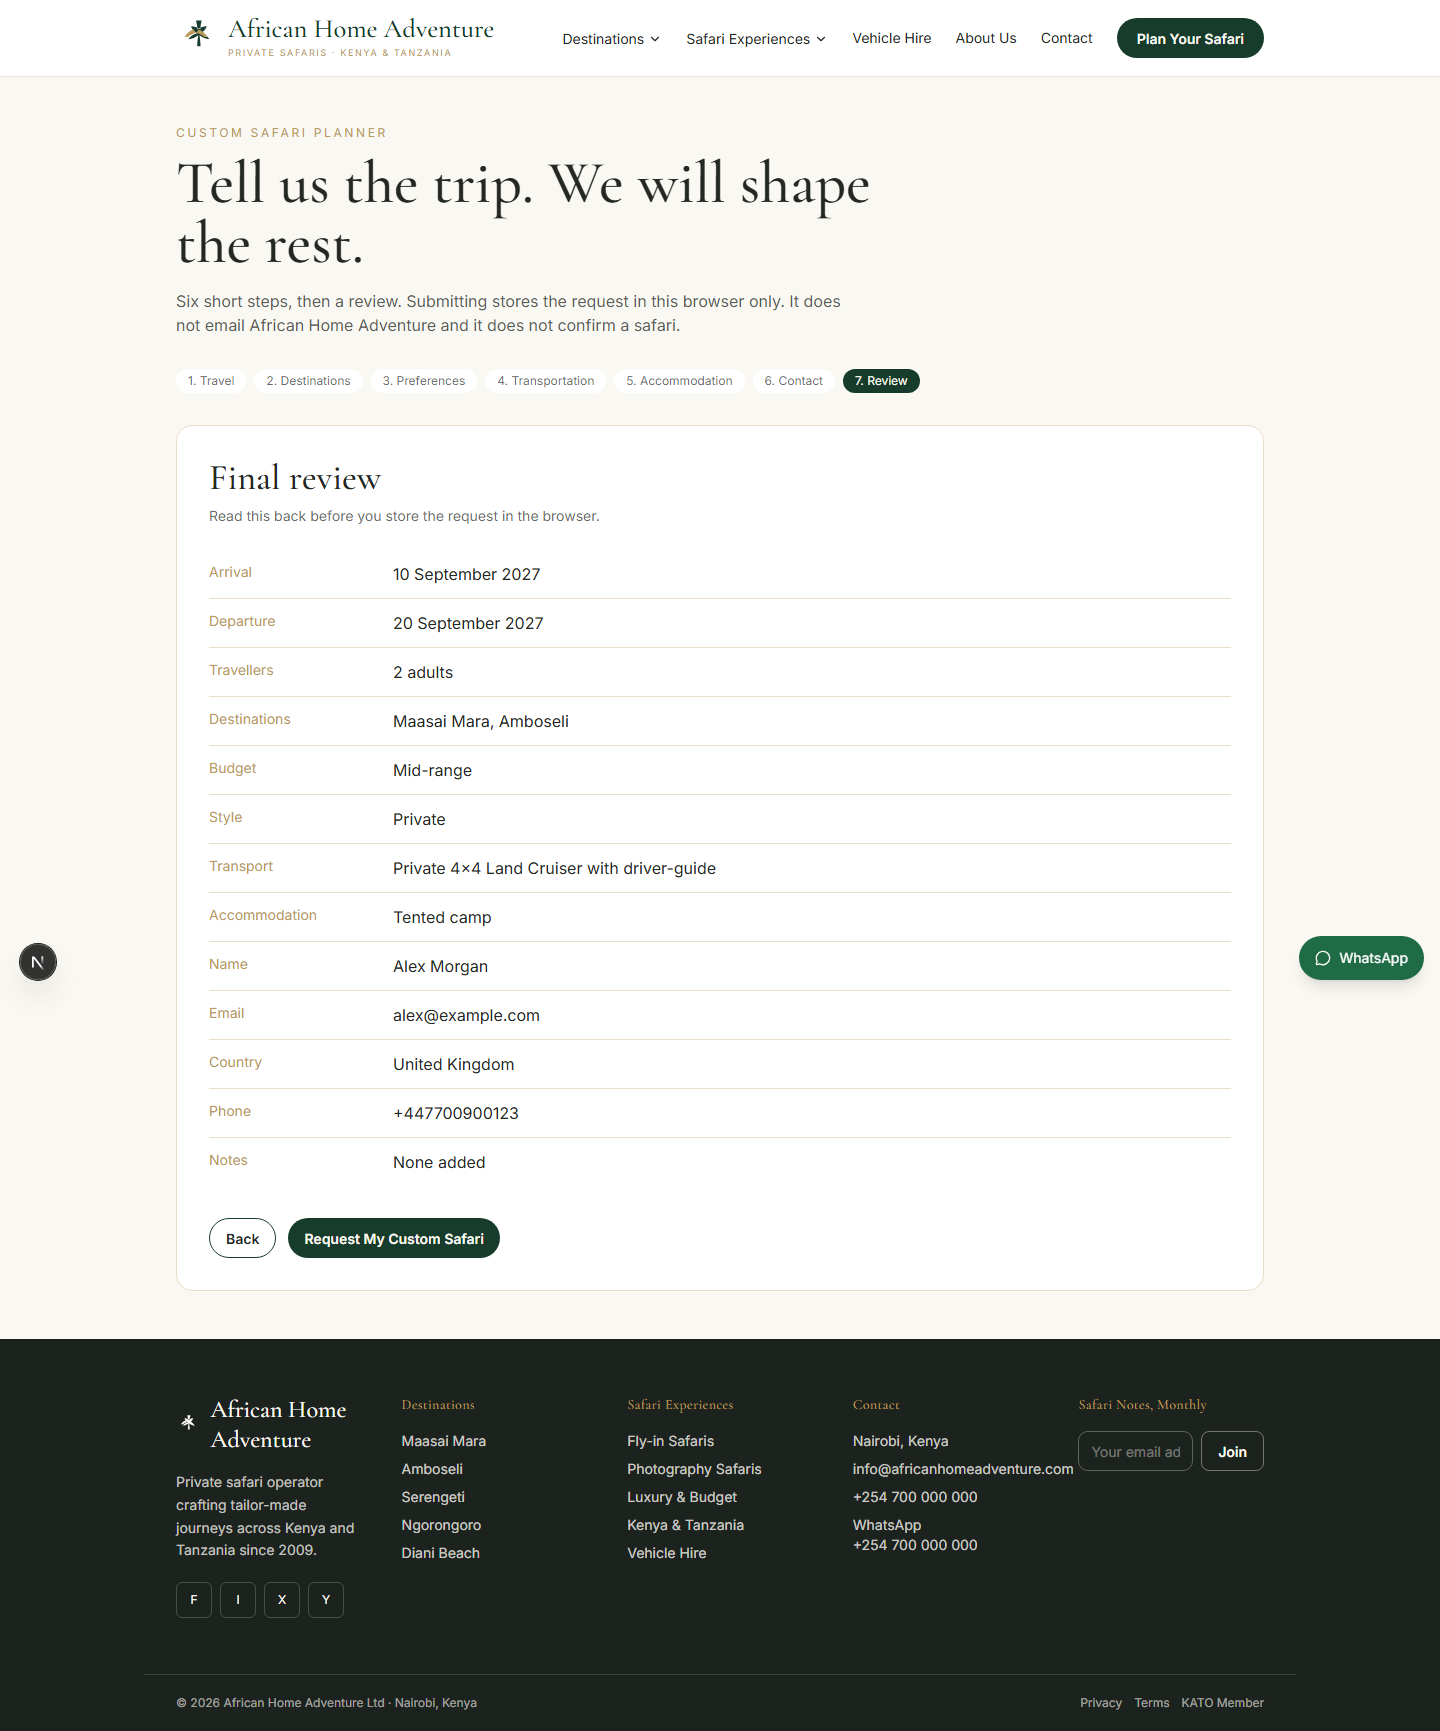 African Home Adventure
PRIVATE SAFARIS · KENYA & TANZANIA
Destinations
Safari Experiences
Vehicle Hire
About Us
Contact
Plan Your Safari
CUSTOM SAFARI PLANNER
Tell us the trip. We will shape
the rest.
Six short steps, then a review. Submitting stores the request in this browser only. It does
not email African Home Adventure and it does not confirm a safari.
1. Travel
2. Destinations
3. Preferences
4. Transportation
5. Accommodation
6. Contact
7. Review
Final review
Read this back before you store the request in the browser.
Arrival 10 September 2027
Departure 20 September 2027
Travellers 2 adults
Destinations Maasai Mara, Amboseli
Budget Mid-range
Style Private
Transport Private 4×4 Land Cruiser with driver-guide
Accommodation Tented camp
Name Alex Morgan
Email alex@example.com
Country United Kingdom
Phone +447700900123
Notes None added
Back
Request My Custom Safari
N
WhatsApp
African Home
Adventure
Private safari operator
crafting tailor-made
journeys across Kenya and
Tanzania since 2009.
F
I
X
Y
Destinations
Maasai Mara
Amboseli
Serengeti
Ngorongoro
Diani Beach
Safari Experiences
Fly-in Safaris
Photography Safaris
Luxury & Budget
Kenya & Tanzania
Vehicle Hire
Contact
Nairobi, Kenya
info@africanhomeadventure.com
+254 700 000 000
WhatsApp
+254 700 000 000
Safari Notes, Monthly
Your email ad
Join
© 2026 African Home Adventure Ltd · Nairobi, Kenya
Privacy
Terms
KATO Member